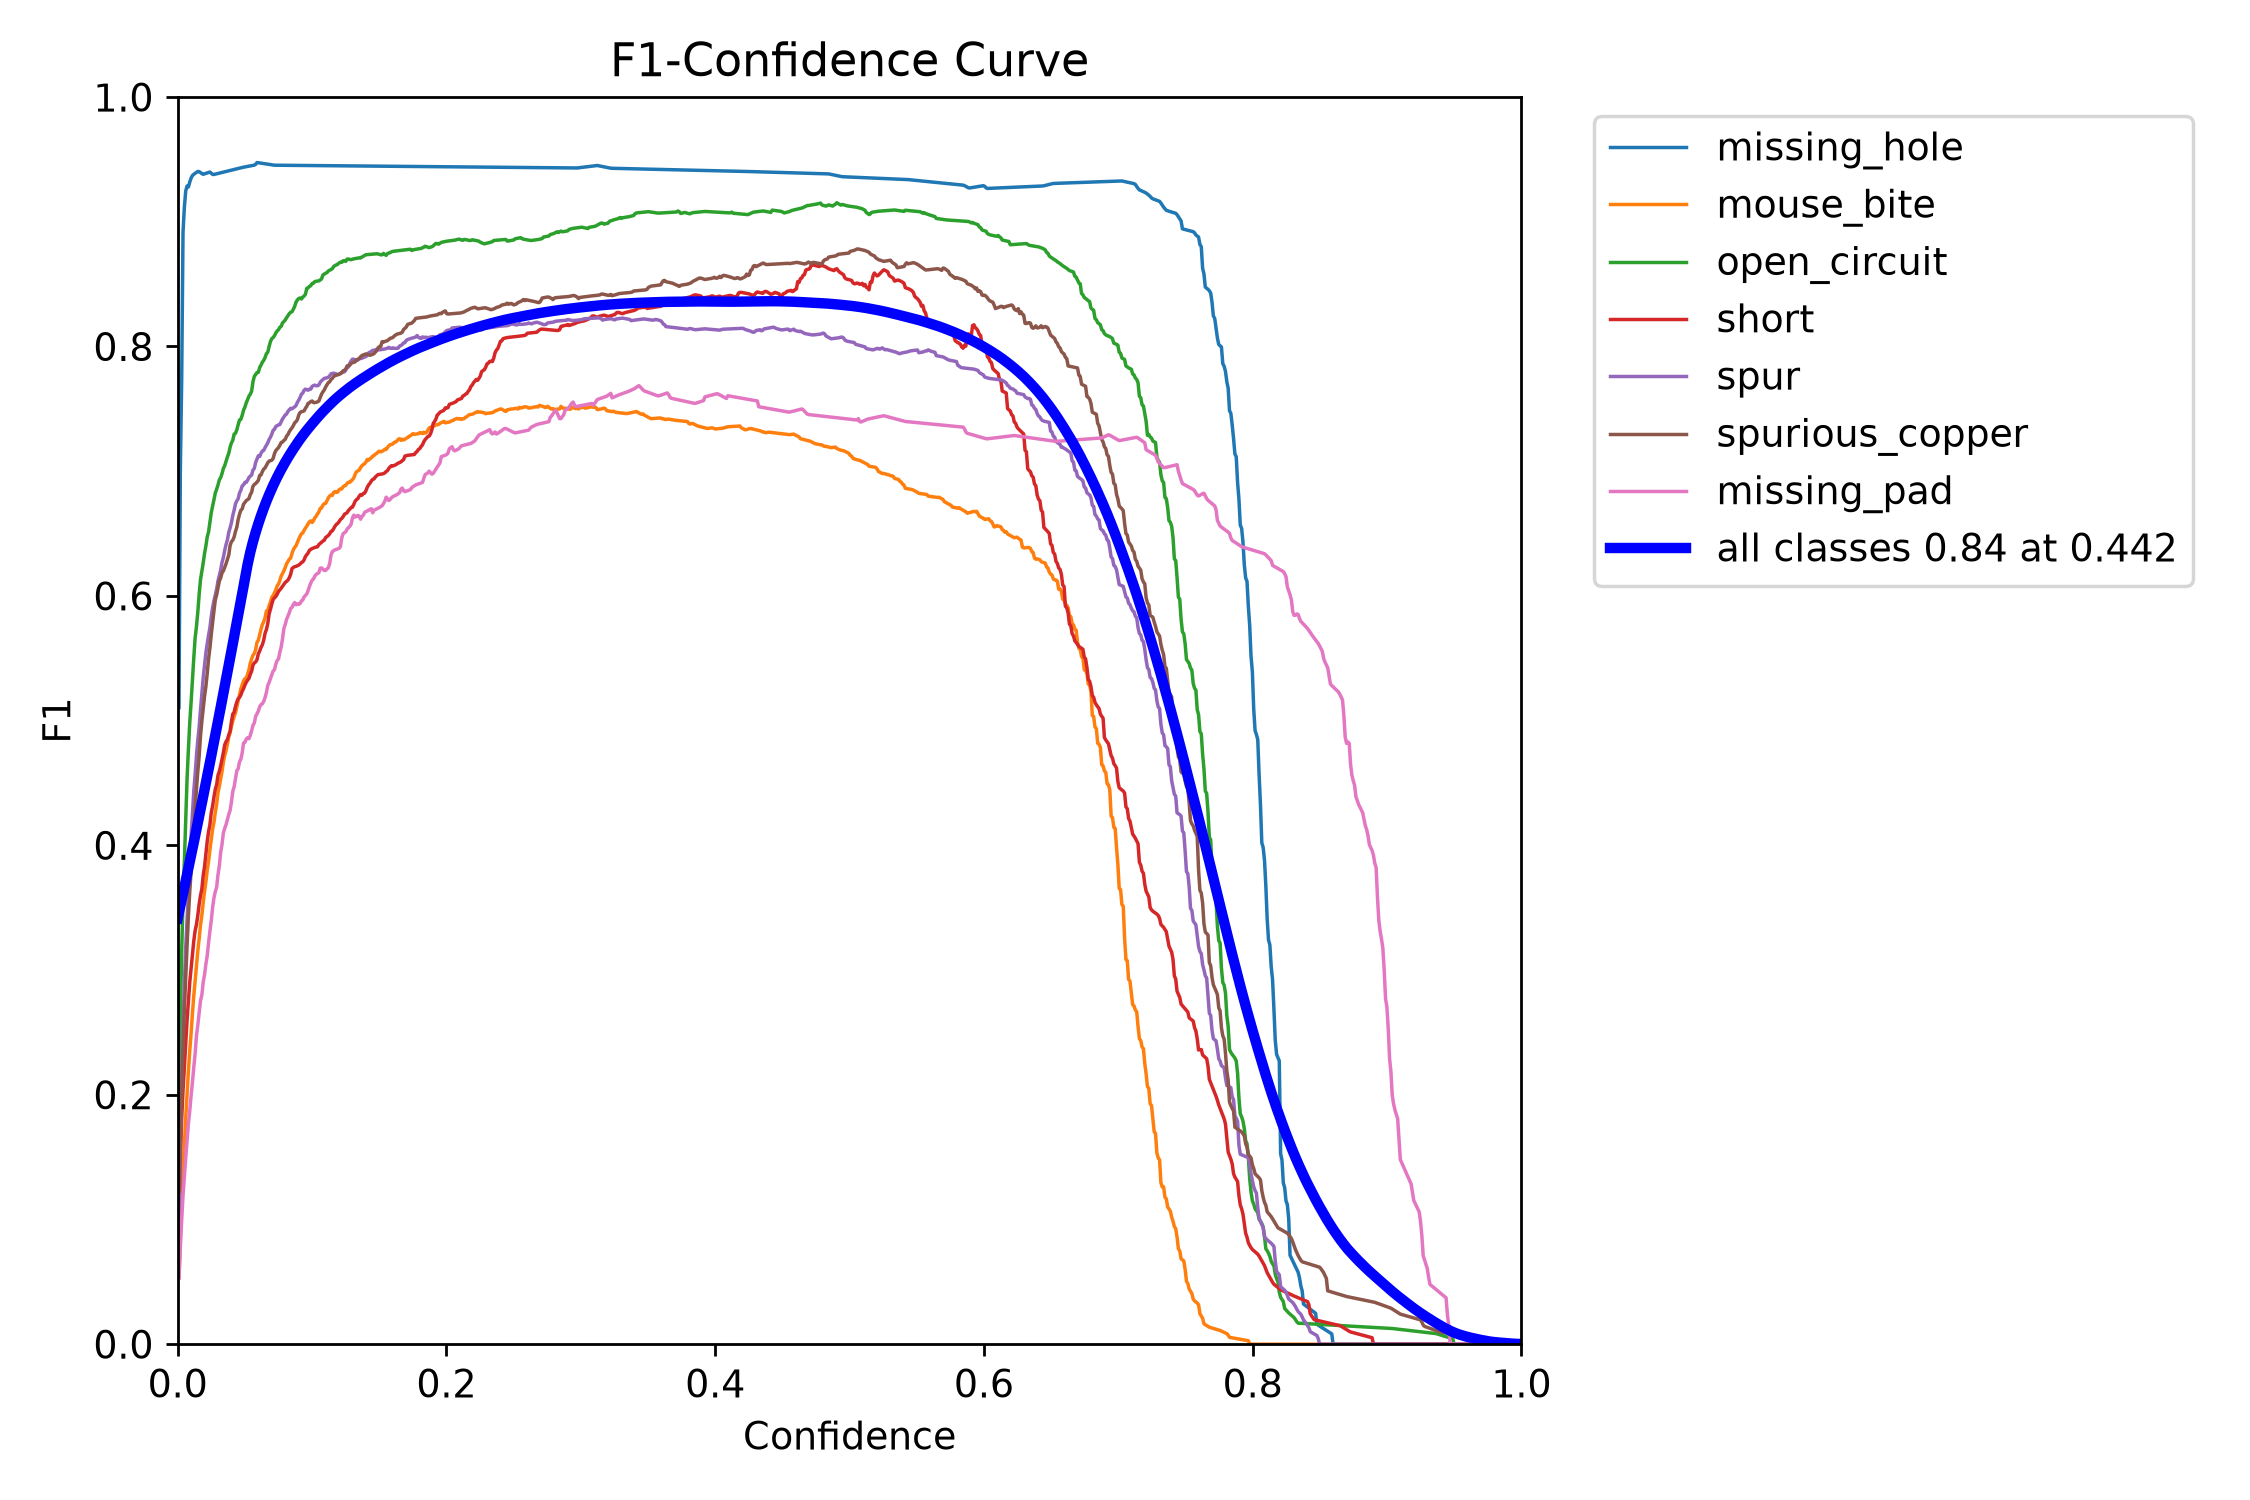 F1-Confidence Curve
1.0
0.8
0.6
0.4
0.2
0.0
F1
0.0 0.2 0.4 0.6 0.8 1.0
Confidence
missing_hole
mouse_bite
open_circuit
short
spur
spurious_copper
missing_pad
all classes 0.84 at 0.442